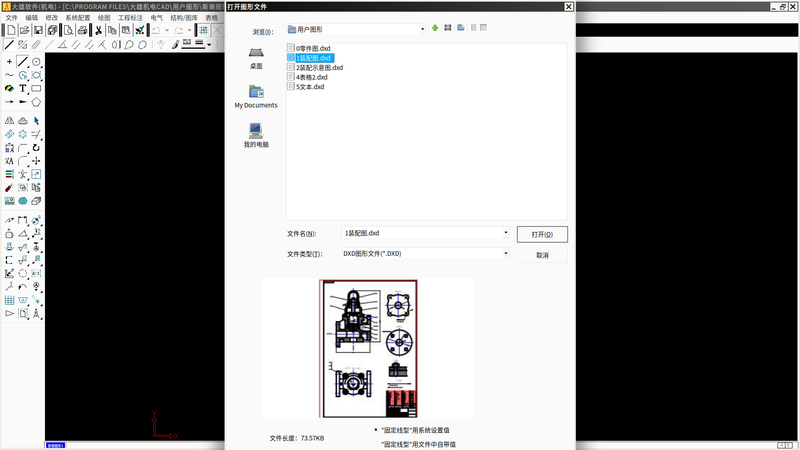 大雄软件(机电) - [C:\PROGRAM FILES\大雄机电CAD\用户图形\新建图
打开图形文件
文件 编辑 修改 系统配置 绘图 工程标注 电气 结构/图库 表格
浏览(I): 用户图形
0零件图.dxd
1装配图.dxd
2装配示意图.dxd
4表格2.dxd
5文本.dxd
桌面
My Documents
我的电脑
文件名(N): 1装配图.dxd 打开(O)
文件类型(T): DXD图形文件(*.DXD) 取消
文件长度: 73.57KB
"固定线型"用系统设置值
"固定线型"用文件中自带值
Y
X